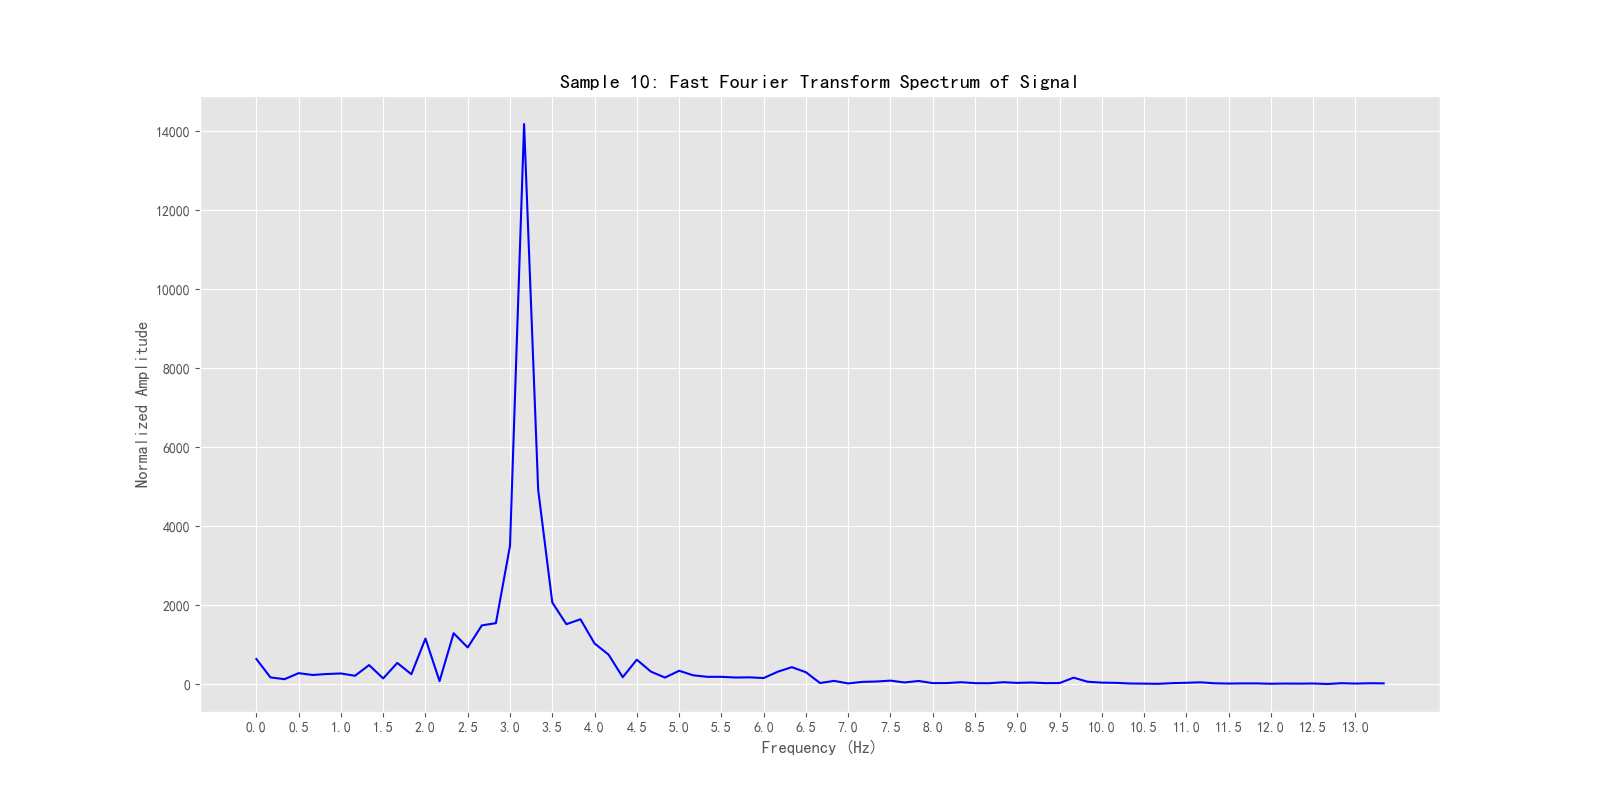 Sample 10: Fast Fourier Transform Spectrum of Signal
Normalized Amplitude
14000
12000
10000
8000
6000
4000
2000
0
0.0 0.5 1.0 1.5 2.0 2.5 3.0 3.5 4.0 4.5 5.0 5.5 6.0 6.5 7.0 7.5 8.0 8.5 9.0 9.5 10.0 10.5 11.0 11.5 12.0 12.5 13.0
Frequency (Hz)